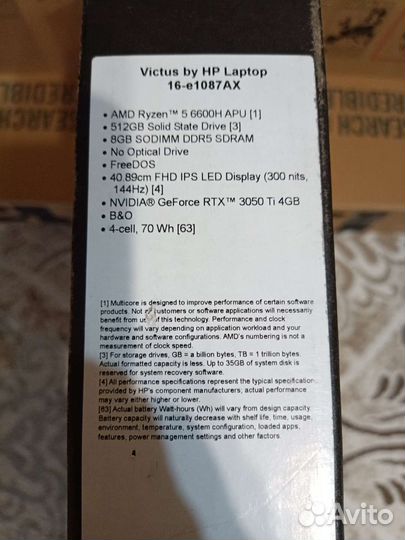 Victus by HP Laptop
16-e1087AX
• AMD Ryzen™ 5 6600H APU [1]
• 512GB Solid State Drive [3]
• 8GB SODIMM DDR5 SDRAM
• No Optical Drive
• FreeDOS
• 40.89cm FHD IPS LED Display (300 nits,
144Hz) [4]
• NVIDIA® GeForce RTX™ 3050 Ti 4GB
• B&O
• 4-cell, 70 Wh [63]
[1] Multicore is designed to improve performance of certain software
products. Not customers or software applications will necessarily
benefit from of this technology. Performance and clock
frequency will vary depending on application workload and your
hardware and software configurations. AMD's numbering is not a
measurement of clock speed.
[3] For storage drives, GB = a billion bytes, TB = 1 trillion bytes.
Actual formatted capacity is less. Up to 35GB of system disk is
reserved for system recovery software.
[4] All performance specifications represent the typical specification
provided by HP's component manufacturers; actual performance
may vary either higher or lower.
[63] Actual battery Watt-hours (Wh) will vary from design capacity.
Battery capacity will naturally decrease with shelf life, time, usage,
environment, temperature, system configuration, loaded apps,
features, power management settings and other factors.
Avito